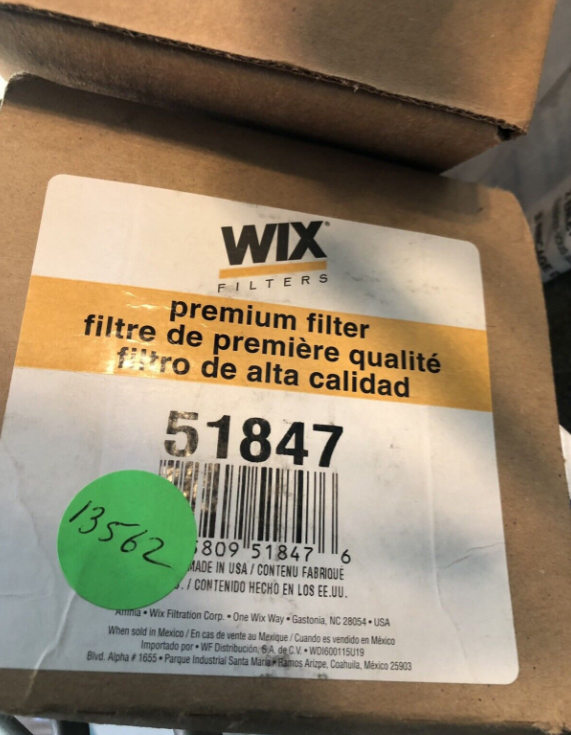 WIX
FILTERS
premium filter
filtre de première qualité
filtro de alta calidad
51847
13562
5809 51847 6
MADE IN USA / CONTENU FABRIQUÉ
. / CONTENIDO HECHO EN LOS EE.UU.
Affinia • Wix Filtration Corp. • One Wix Way • Gastonia, NC 28054 • USA
When sold in Mexico / En cas de vente au Mexique / Cuando es vendido en México
Importado por • WF Distribución, S.A. de C.V. • WDI600115U19
Blvd. Alpha # 1655 • Parque Industrial Santa María • Ramos Arizpe, Coahuila, México 25903